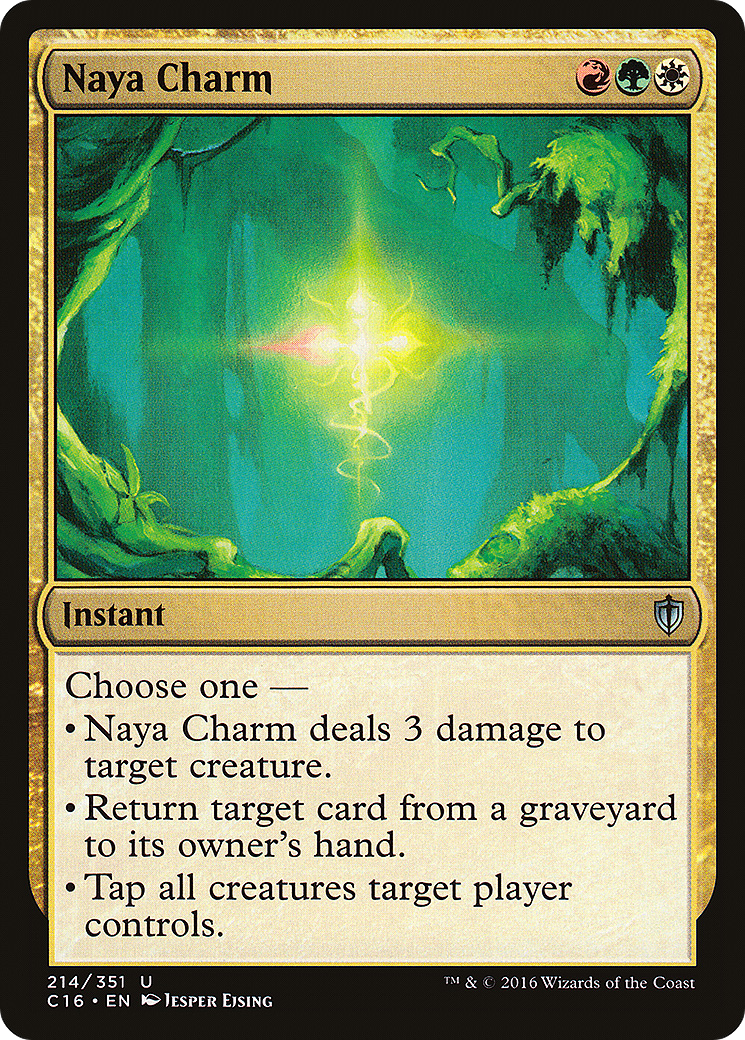 Naya Charm
Instant
Choose one —
• Naya Charm deals 3 damage to
target creature.
• Return target card from a graveyard
to its owner's hand.
• Tap all creatures target player
controls.
214/351 U
™ & © 2016 Wizards of the Coast
C16 • EN Jesper Ejsing